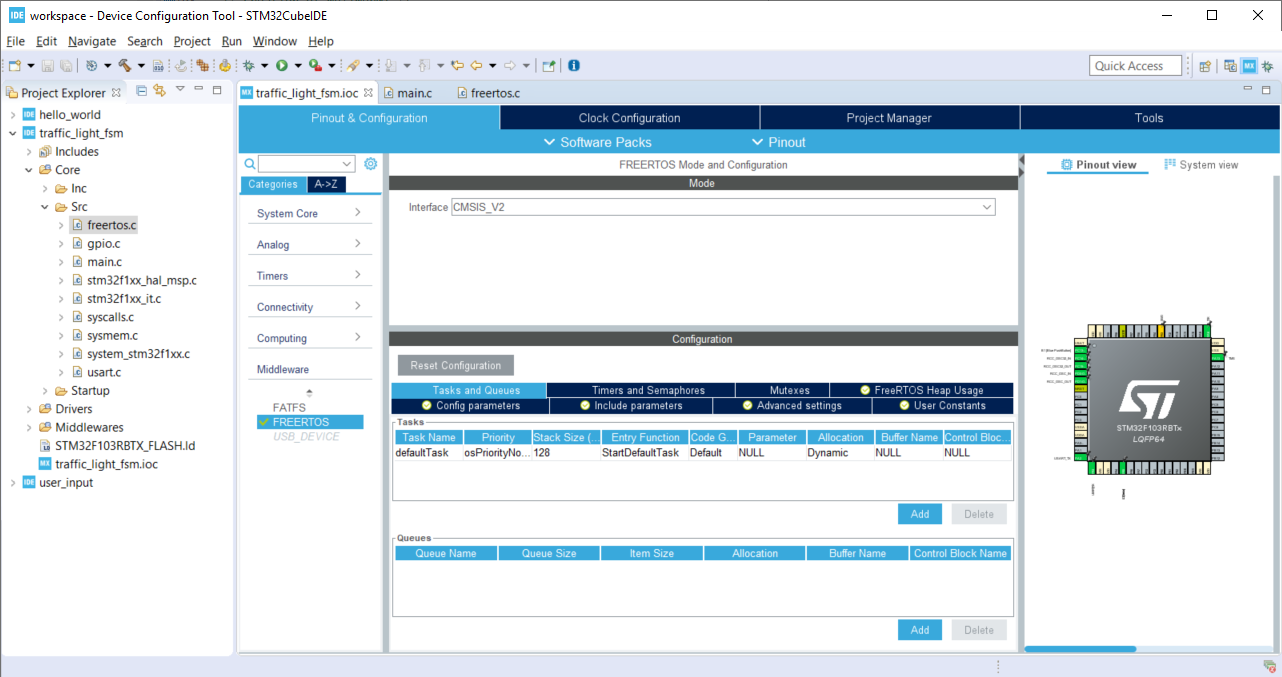 workspace - Device Configuration Tool - STM32CubeIDE
File Edit Navigate Search Project Run Window Help
Quick Access
Project Explorer
traffic_light_fsm.ioc main.c freertos.c
hello_world
traffic_light_fsm
Includes
Core
Inc
Src
freertos.c
gpio.c
main.c
stm32f1xx_hal_msp.c
stm32f1xx_it.c
syscalls.c
sysmem.c
system_stm32f1xx.c
usart.c
Startup
Drivers
Middlewares
STM32F103RBTX_FLASH.ld
traffic_light_fsm.ioc
user_input
Pinout & Configuration Clock Configuration Project Manager Tools
Software Packs Pinout
Categories A->Z
System Core
Analog
Timers
Connectivity
Computing
Middleware
FATFS
FREERTOS
USB_DEVICE
FREERTOS Mode and Configuration
Mode
Interface CMSIS_V2
Configuration
Reset Configuration
Tasks and Queues Timers and Semaphores Mutexes FreeRTOS Heap Usage
Config parameters Include parameters Advanced settings User Constants
Tasks
Task Name Priority Stack Size (... Entry Function Code G... Parameter Allocation Buffer Name Control Bloc...
defaultTask osPriorityNo... 128 StartDefaultTask Default NULL Dynamic NULL NULL
Add Delete
Queues
Queue Name Queue Size Item Size Allocation Buffer Name Control Block Name
Add Delete
Pinout view System view
STM32F103RBTx
LQFP64